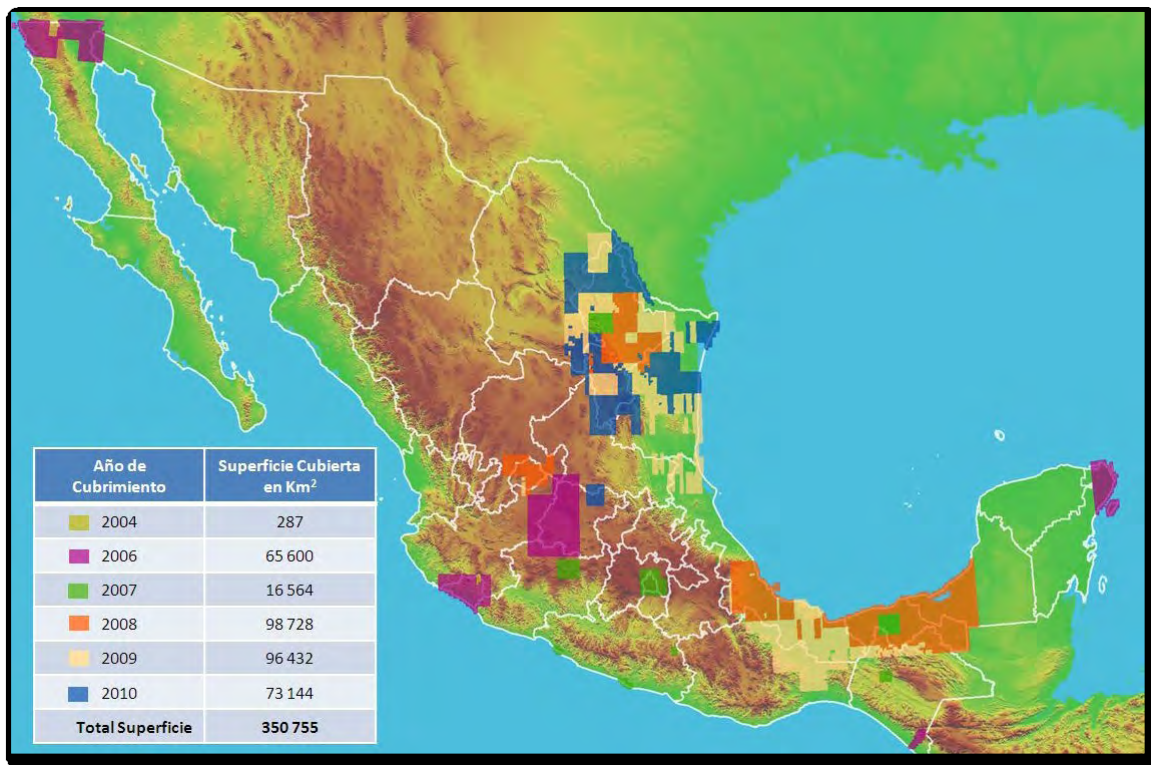 Año de Cubrimiento Superficie Cubierta en Km²
2004 287
2006 65 600
2007 16 564
2008 98 728
2009 96 432
2010 73 144
Total Superficie 350 755